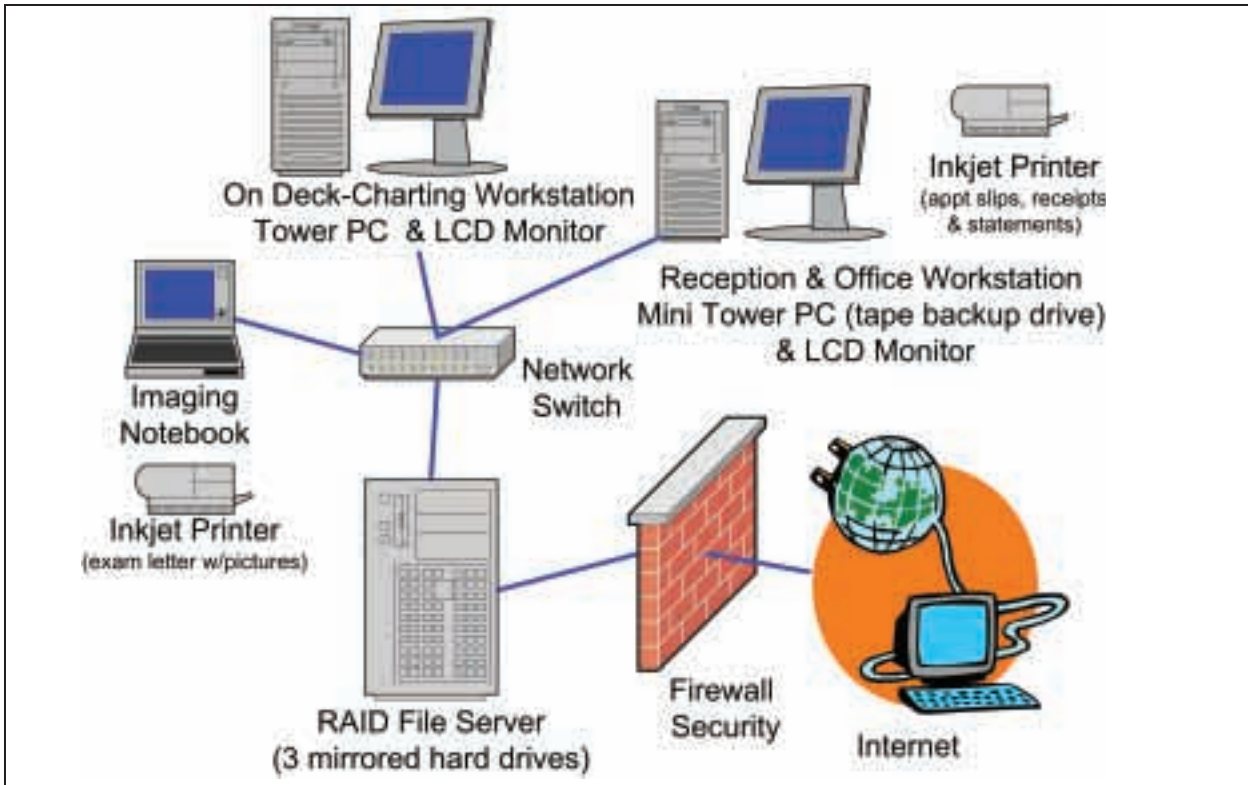 On Deck-Charting Workstation
Tower PC & LCD Monitor
Inkjet Printer
(appt slips, receipts
& statements)
Reception & Office Workstation
Mini Tower PC (tape backup drive)
& LCD Monitor
Imaging
Notebook
Network
Switch
Inkjet Printer
(exam letter w/pictures)
RAID File Server
(3 mirrored hard drives)
Firewall
Security
Internet